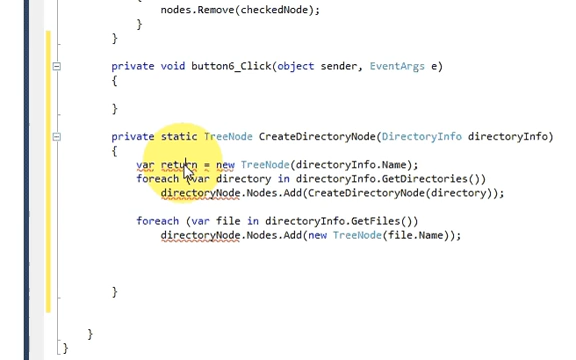 nodes.Remove(checkedNode);
}
}
private void button6_Click(object sender, EventArgs e)
{
}
private static TreeNode CreateDirectoryNode(DirectoryInfo directoryInfo)
{
var return = new TreeNode(directoryInfo.Name);
foreach (var directory in directoryInfo.GetDirectories())
directoryNode.Nodes.Add(CreateDirectoryNode(directory));
foreach (var file in directoryInfo.GetFiles())
directoryNode.Nodes.Add(new TreeNode(file.Name));
}
}
}